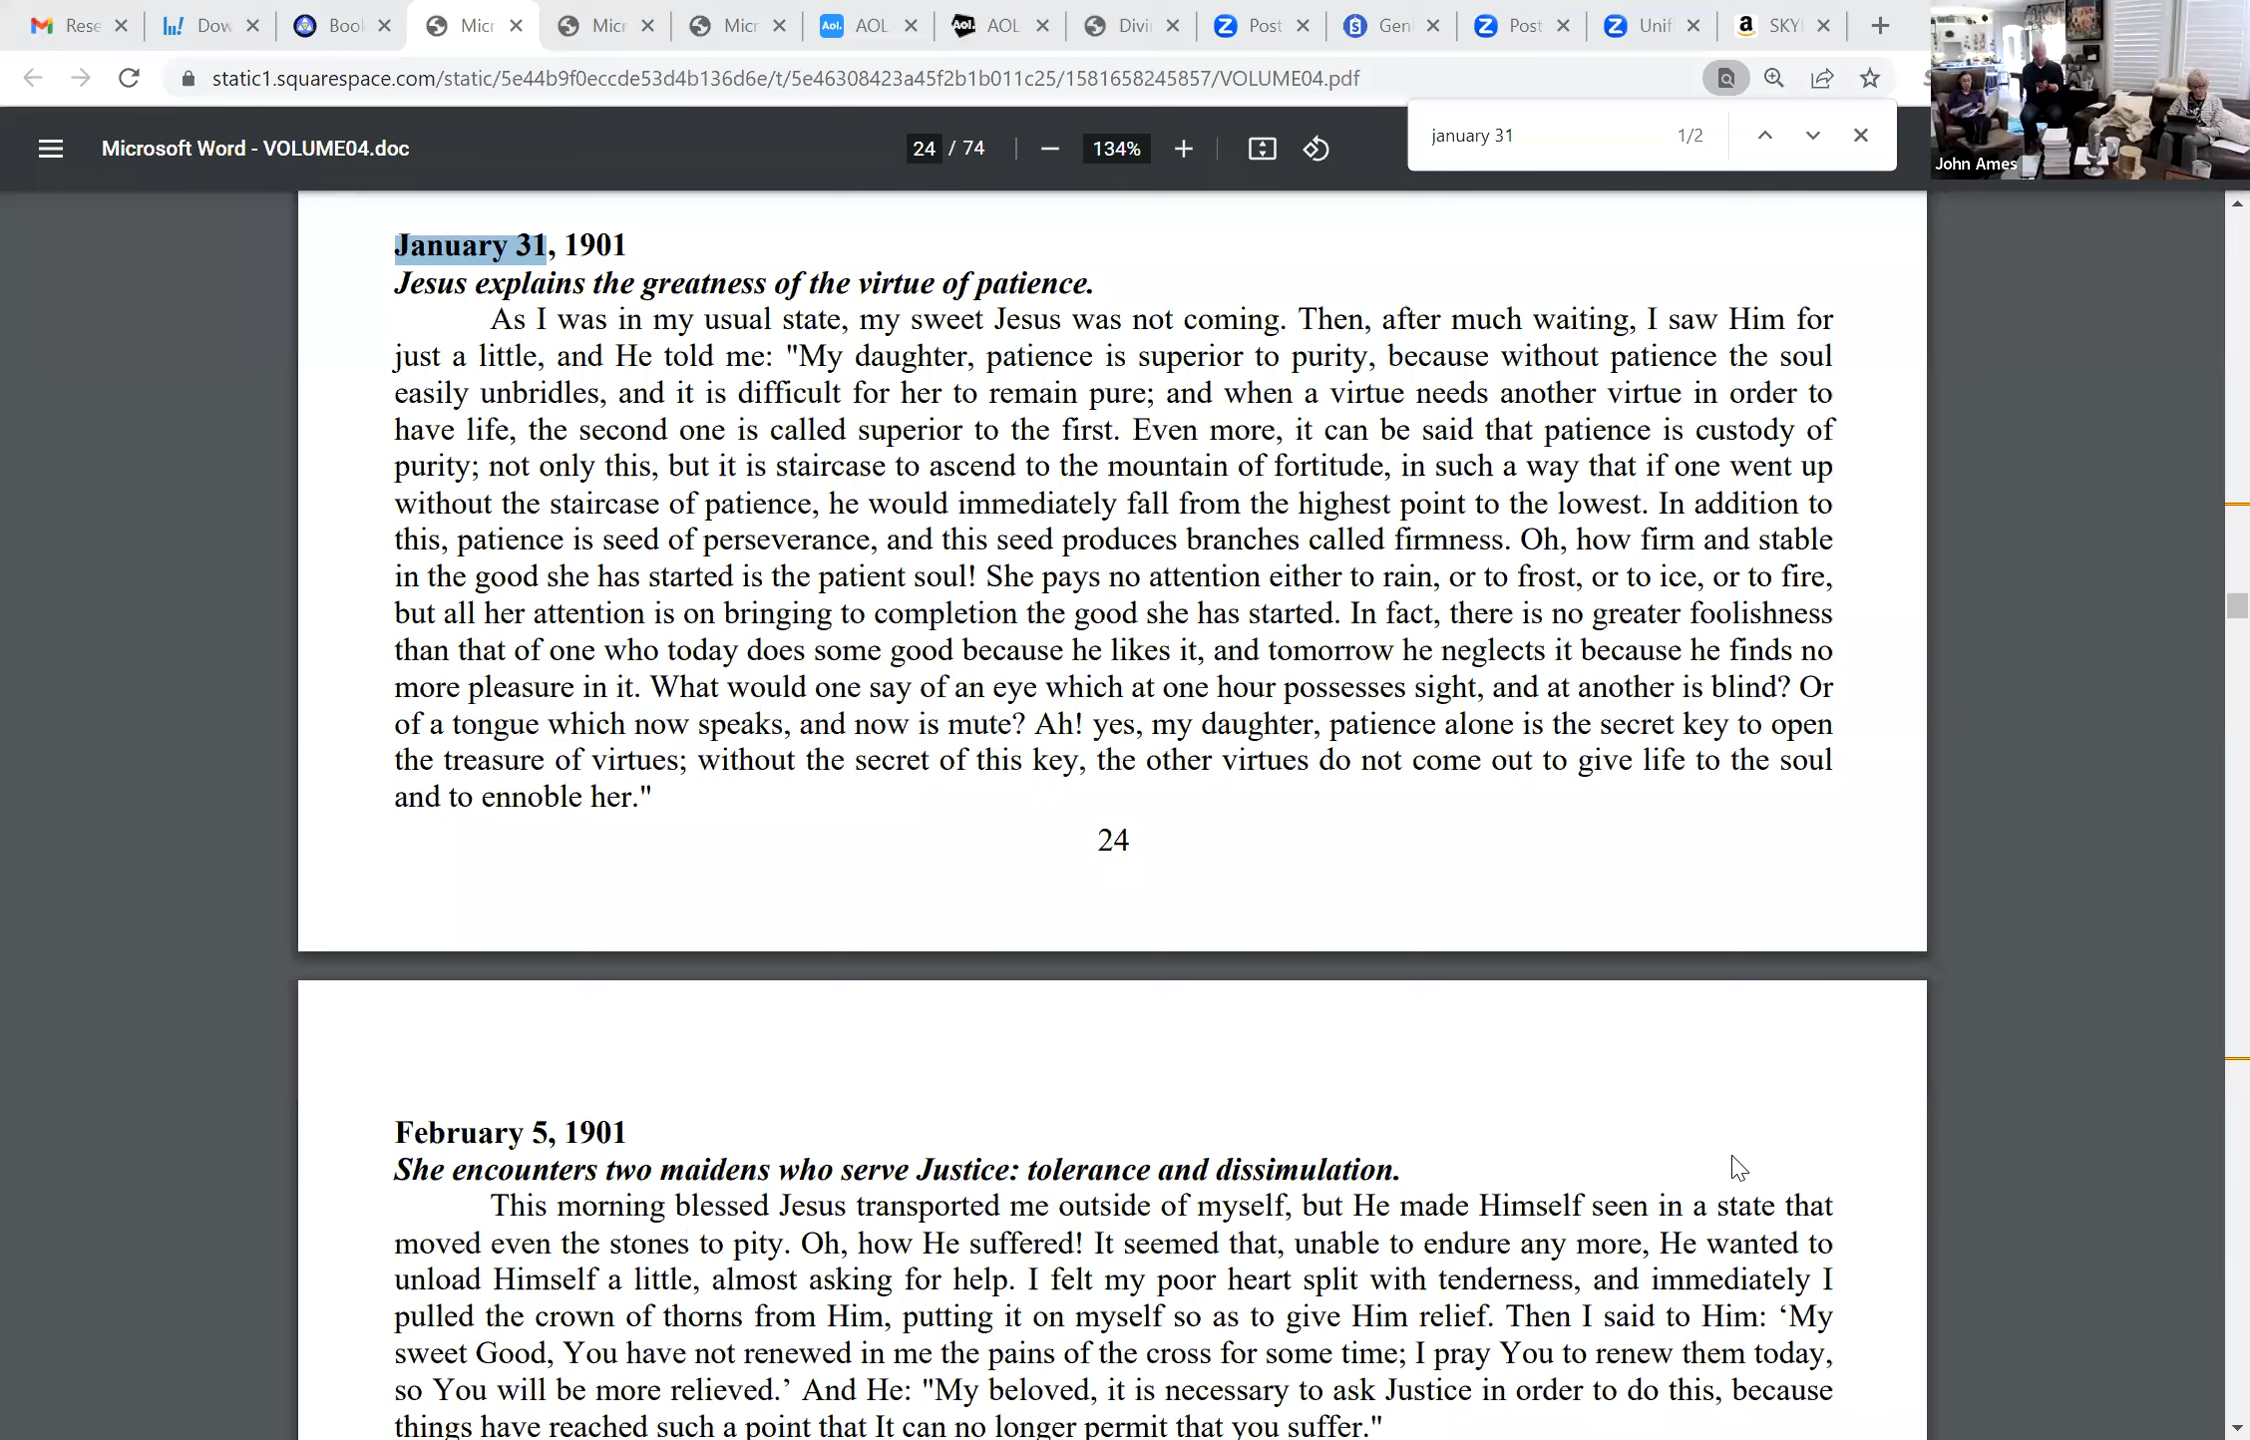 Rese
Dow
Book
Micr
Micr
Micr
Aol. AOL
Aol. AOL
Divi
Post
Gen
Post
Unif
SKY
static1.squarespace.com/static/5e44b9f0eccde53d4b136d6e/t/5e46308423a45f2b1b011c25/1581658245857/VOLUME04.pdf
Microsoft Word - VOLUME04.doc
24 / 74
134%
january 31 1/2
John Ames
January 31, 1901
Jesus explains the greatness of the virtue of patience.
As I was in my usual state, my sweet Jesus was not coming. Then, after much waiting, I saw Him for
just a little, and He told me: "My daughter, patience is superior to purity, because without patience the soul
easily unbridles, and it is difficult for her to remain pure; and when a virtue needs another virtue in order to
have life, the second one is called superior to the first. Even more, it can be said that patience is custody of
purity; not only this, but it is staircase to ascend to the mountain of fortitude, in such a way that if one went up
without the staircase of patience, he would immediately fall from the highest point to the lowest. In addition to
this, patience is seed of perseverance, and this seed produces branches called firmness. Oh, how firm and stable
in the good she has started is the patient soul! She pays no attention either to rain, or to frost, or to ice, or to fire,
but all her attention is on bringing to completion the good she has started. In fact, there is no greater foolishness
than that of one who today does some good because he likes it, and tomorrow he neglects it because he finds no
more pleasure in it. What would one say of an eye which at one hour possesses sight, and at another is blind? Or
of a tongue which now speaks, and now is mute? Ah! yes, my daughter, patience alone is the secret key to open
the treasure of virtues; without the secret of this key, the other virtues do not come out to give life to the soul
and to ennoble her."
24
February 5, 1901
She encounters two maidens who serve Justice: tolerance and dissimulation.
This morning blessed Jesus transported me outside of myself, but He made Himself seen in a state that
moved even the stones to pity. Oh, how He suffered! It seemed that, unable to endure any more, He wanted to
unload Himself a little, almost asking for help. I felt my poor heart split with tenderness, and immediately I
pulled the crown of thorns from Him, putting it on myself so as to give Him relief. Then I said to Him: ‘My
sweet Good, You have not renewed in me the pains of the cross for some time; I pray You to renew them today,
so You will be more relieved.’ And He: "My beloved, it is necessary to ask Justice in order to do this, because
things have reached such a point that It can no longer permit that you suffer."